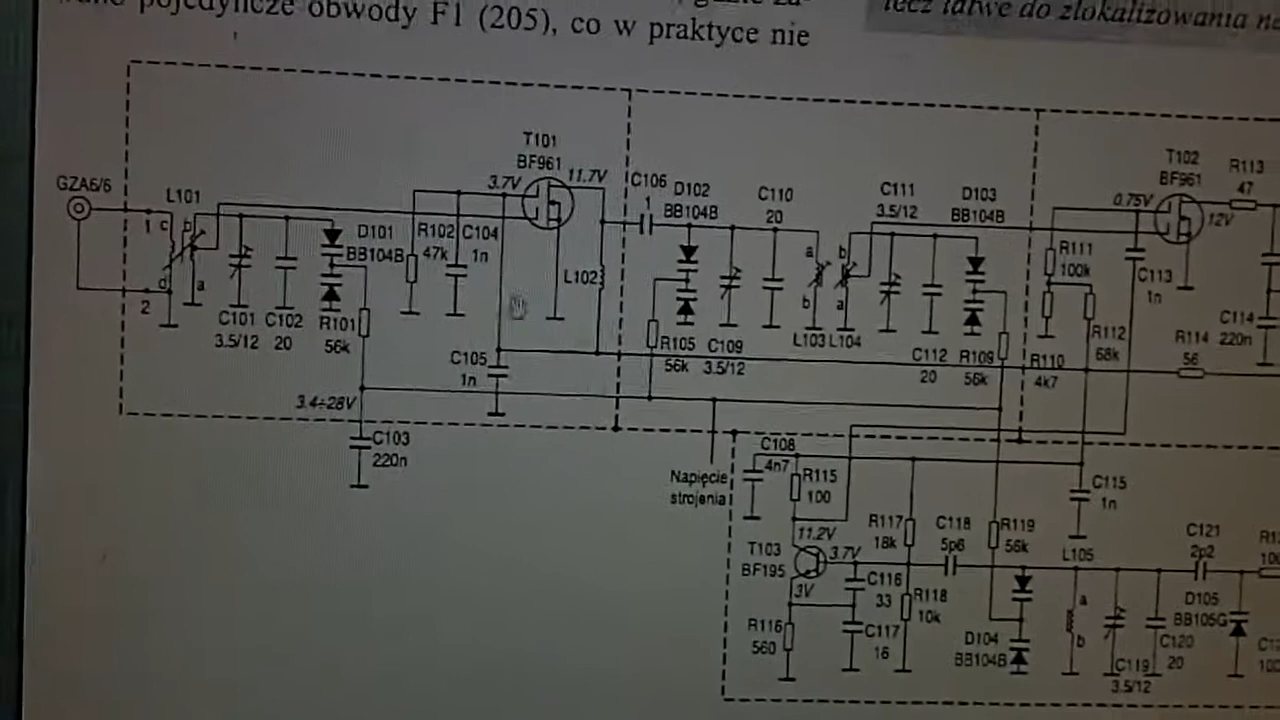 pojedyncze obwody F1 (205), co w praktyce nie
lecz łatwe do zlokalizowania
GZA6/6
L101
1
c
b
d
a
2
C101
3.5/12
C102
20
D101
BB104B
R101
56k
3.4÷28V
C103
220n
R102
47k
C104
1n
3.7V
T101
BF961
11.7V
L102
C105
1n
C106
1
D102
BB104B
C110
20
R105
56k
C109
3.5/12
a
b
L103
b
a
L104
C111
3.5/12
D103
BB104B
C112
20
R109
56k
T102
BF961
0.75V
12V
R113
47
R111
100k
C113
1n
R110
4k7
R112
68k
R114
56
C114
220n
Napięcie
strojenia
C108
4n7
R115
100
11.2V
T103
BF195
3.7V
3V
R116
560
C116
33
C117
16
R117
18k
R118
10k
C118
5p6
R119
56k
D104
BB104B
C115
1n
L105
a
b
C119
3.5/12
C120
20
C121
2p2
D105
BB105G